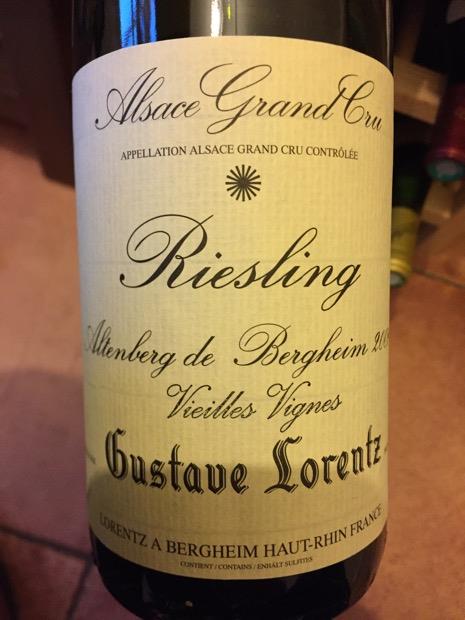 Alsace Grand Cru
APPELLATION ALSACE GRAND CRU CONTRÔLÉE
Riesling
Altenberg de Bergheim
Vieilles Vignes
Gustave Lorentz
LORENTZ A BERGHEIM HAUT-RHIN FRANCE
CONTIENT / CONTAINS / ENHÄLT SULFITES